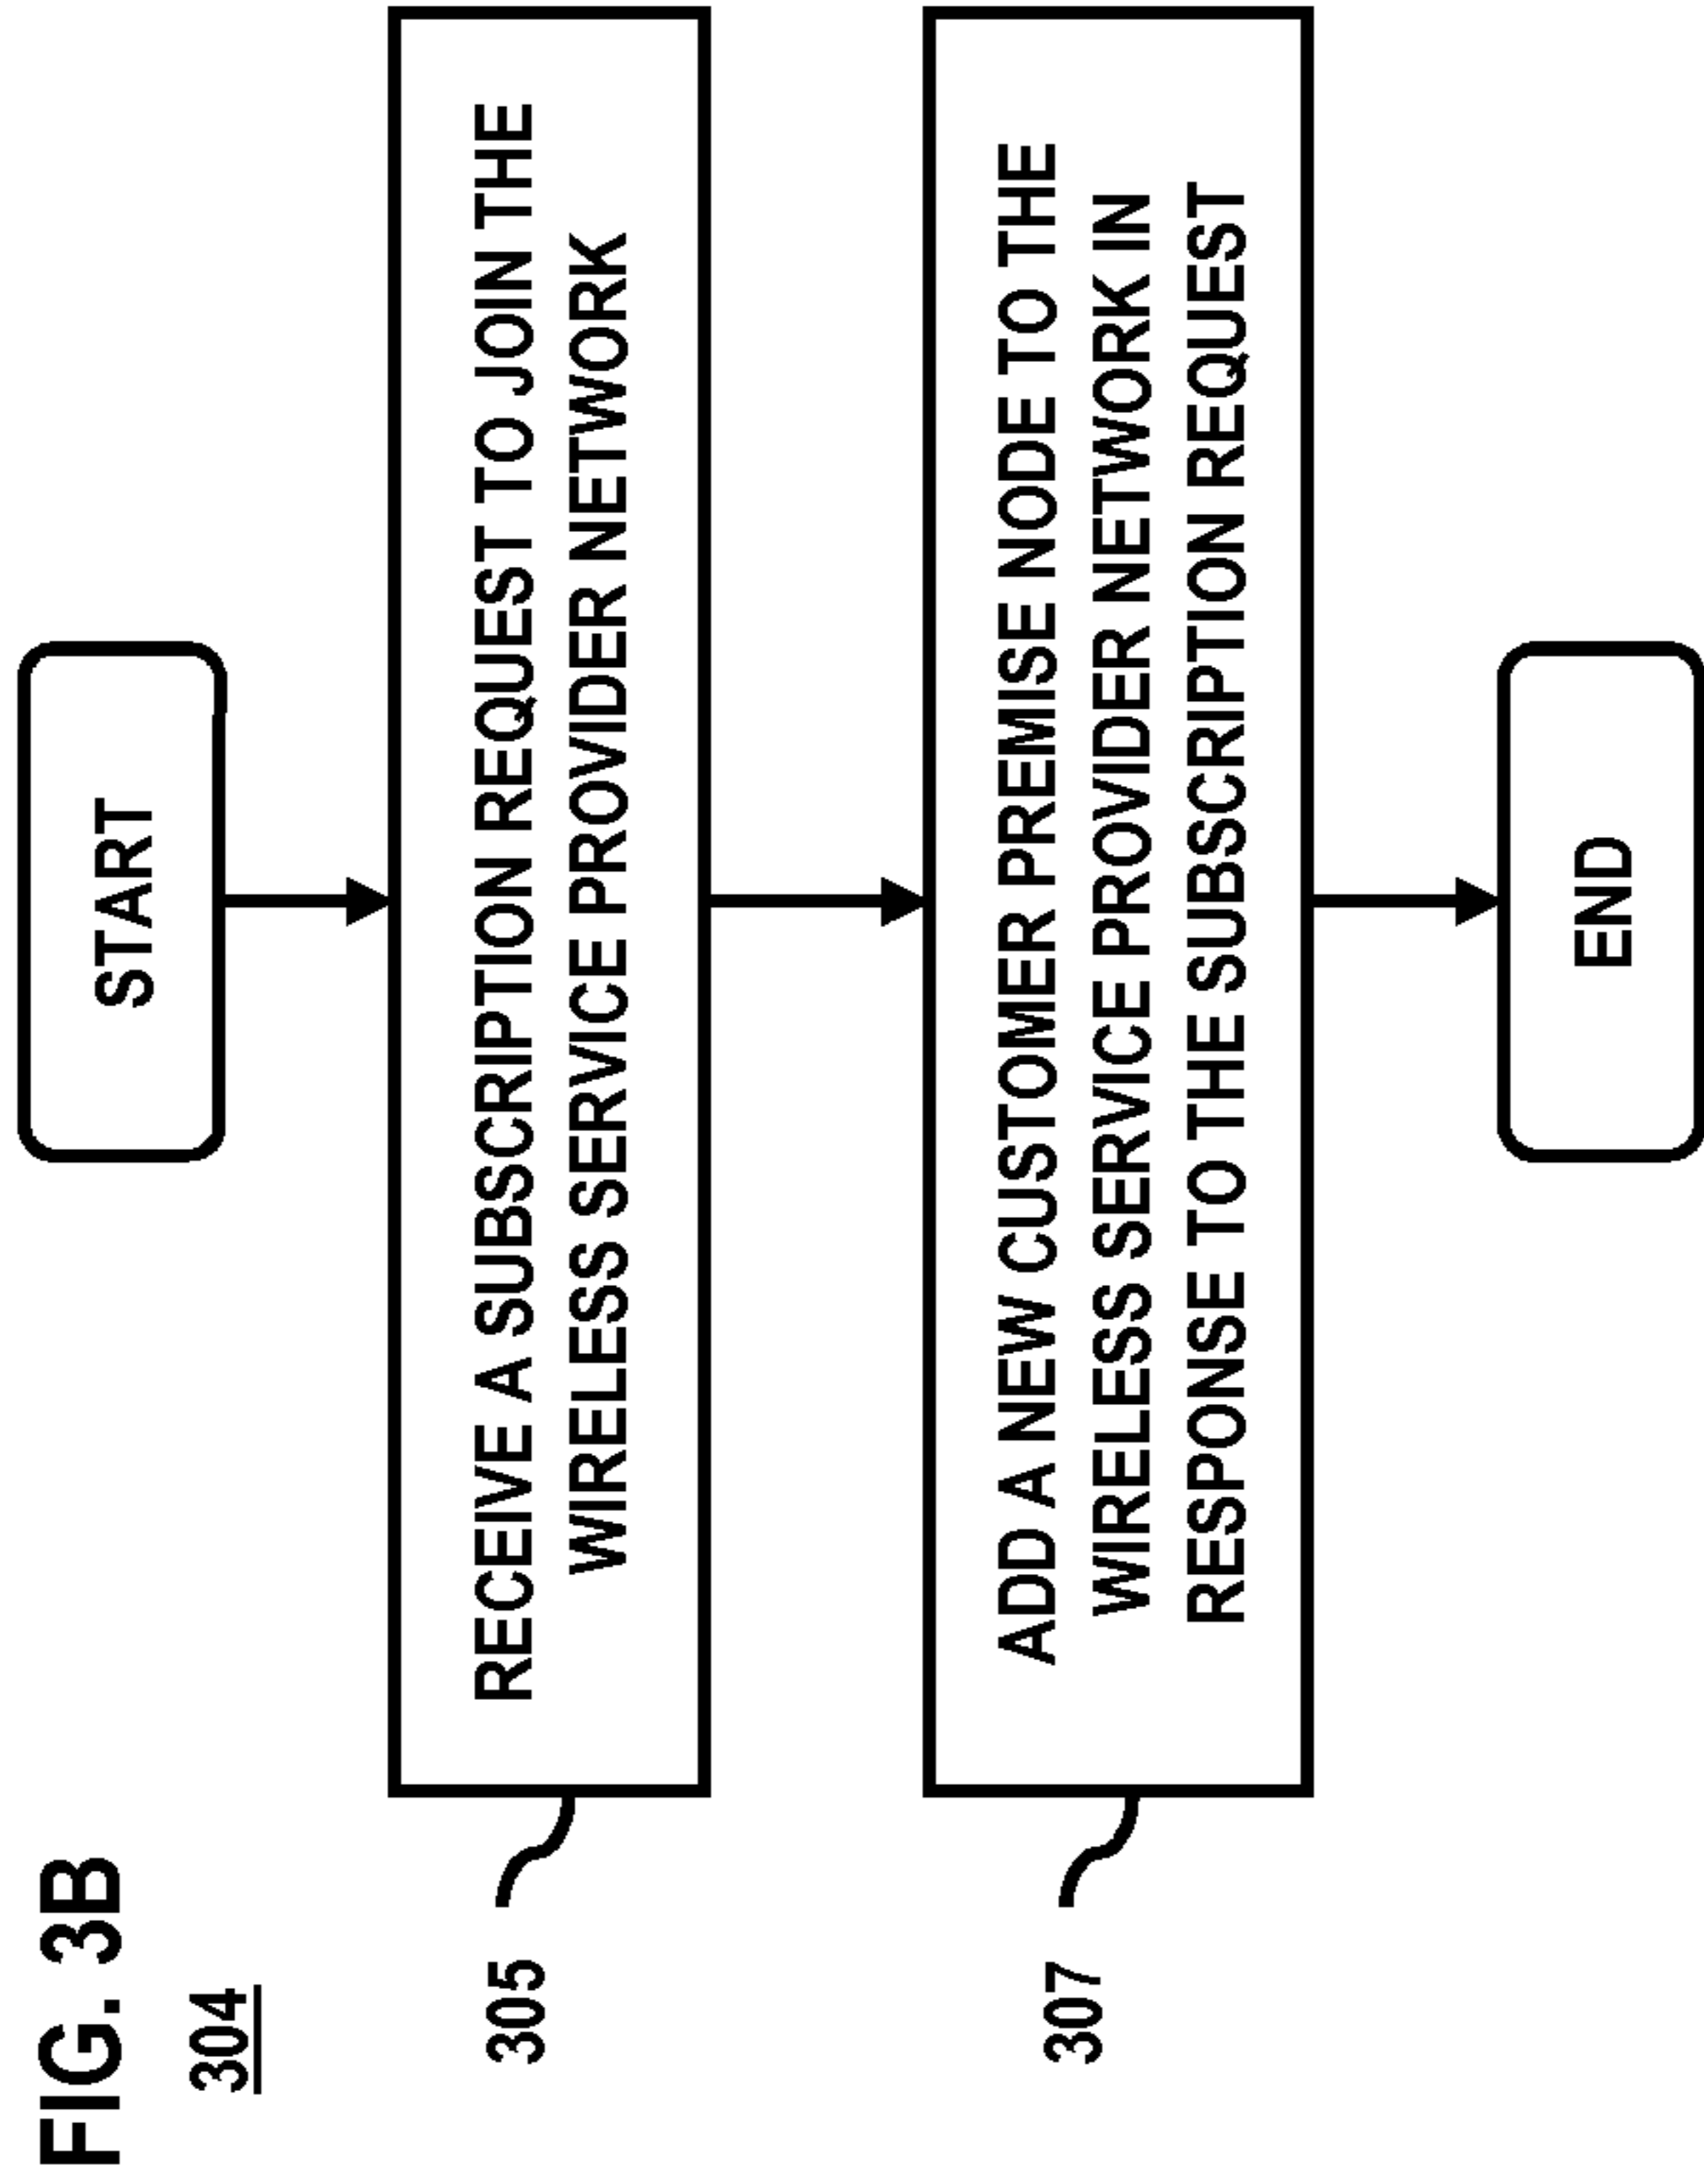 FIG. 3B
304
START
305
RECEIVE A SUBSCRIPTION REQUEST TO JOIN THE
WIRELESS SERVICE PROVIDER NETWORK
307
ADD A NEW CUSTOMER PREMISE NODE TO THE
WIRELESS SERVICE PROVIDER NETWORK IN
RESPONSE TO THE SUBSCRIPTION REQUEST
END